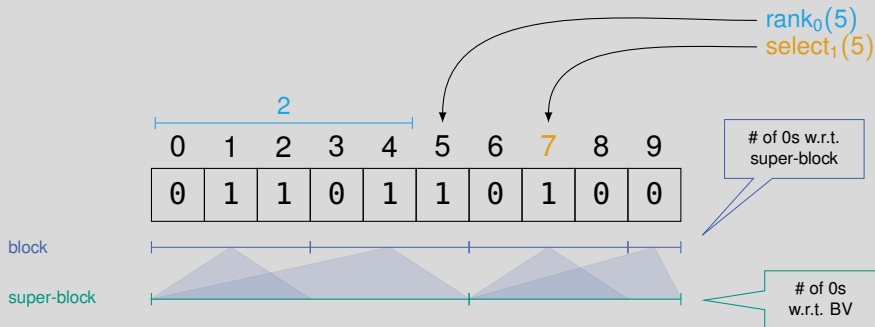 rank₀(5)
select₁(5)
2
0 1 2 3 4 5 6 7 8 9
0 1 1 0 1 1 0 1 0 0
# of 0s w.r.t.
super-block
block
super-block
# of 0s
w.r.t. BV